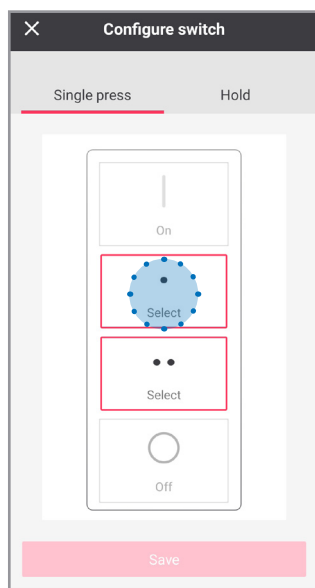 Configure switch
Single press Hold
On
Select
Select
Off
Save